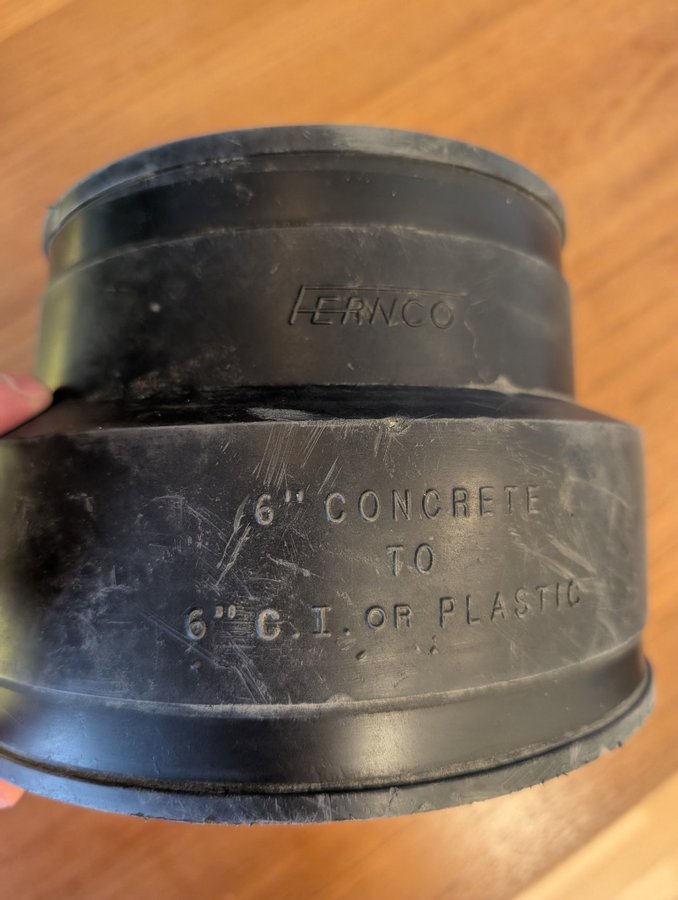 FERNCO
6" CONCRETE
TO
6" C.I. OR PLASTIC